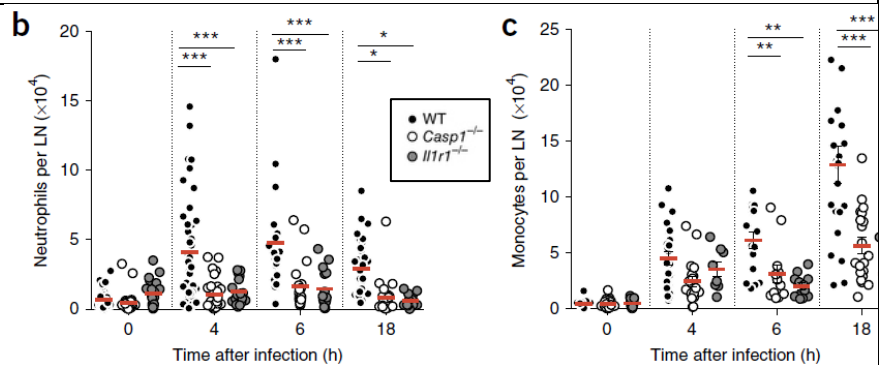 b
20
15
10
5
0
Neutrophils per LN (×10⁴)
***
***
***
***
*
*
0 4 6 18
Time after infection (h)
WT
Casp1⁻/⁻
Il1r1⁻/⁻
c
25
20
15
10
5
0
Monocytes per LN (×10⁴)
**
**
***
***
0 4 6 18
Time after infection (h)